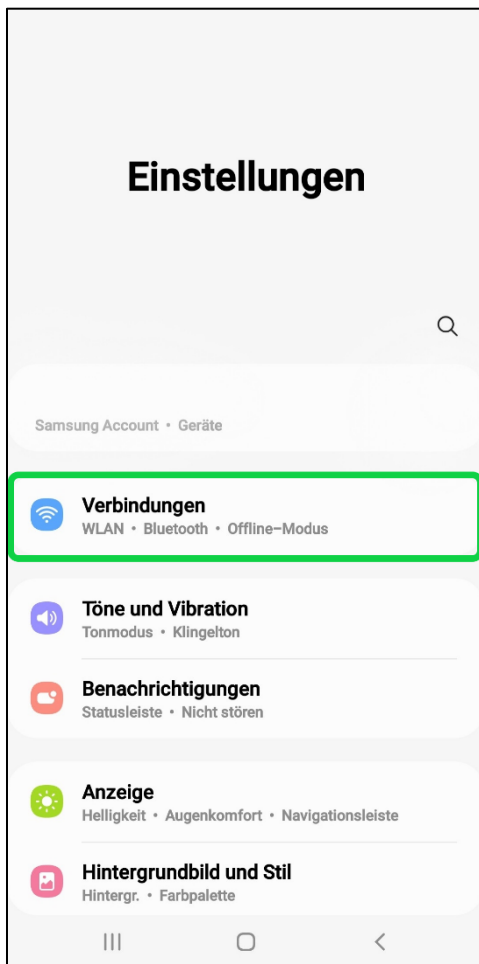 Einstellungen
Samsung Account • Geräte
Verbindungen
WLAN • Bluetooth • Offline-Modus
Töne und Vibration
Tonmodus • Klingelton
Benachrichtigungen
Statusleiste • Nicht stören
Anzeige
Helligkeit • Augenkomfort • Navigationsleiste
Hintergrundbild und Stil
Hintergr. • Farbpalette